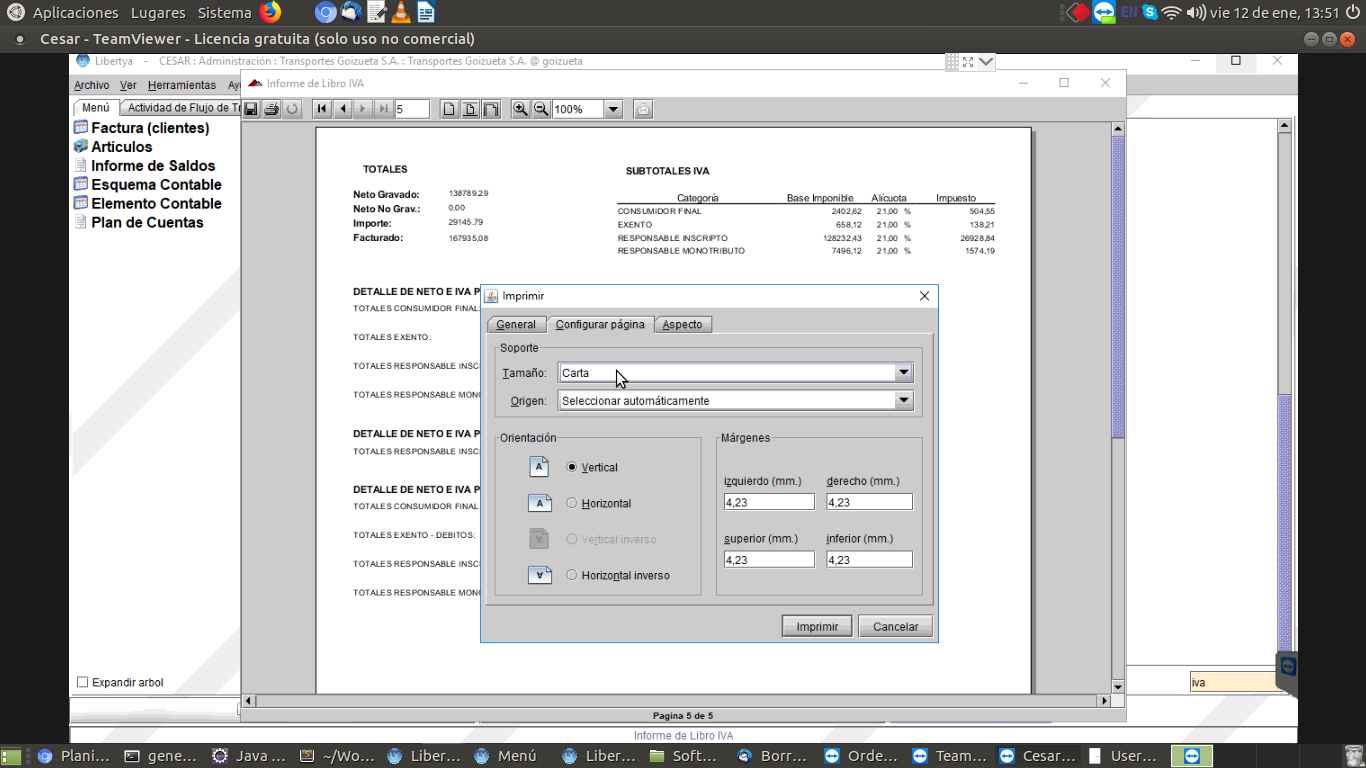 Aplicaciones Lugares Sistema EN vie 12 de ene, 13:51
Cesar - TeamViewer - Licencia gratuita (solo uso no comercial)
Libertya - CESAR : Administración : Transportes Goizueta S.A. : Transportes Goizueta S.A. @ goizueta
Archivo Ver Herramientas Ay
Informe de Libro IVA
Menú Actividad de Flujo de Tr
5 100%
Factura (clientes)
Artículos
Informe de Saldos
Esquema Contable
Elemento Contable
Plan de Cuentas
TOTALES
Neto Gravado: 138789.29
Neto No Grav.: 0.00
Importe: 29145.79
Facturado: 167935,08
SUBTOTALES IVA
Categoría Base Imponible Alícuota Impuesto
CONSUMIDOR FINAL 2402,62 21,00 % 504,55
EXENTO 658,12 21,00 % 138,21
RESPONSABLE INSCRIPTO 128232,43 21,00 % 26928,84
RESPONSABLE MONOTRIBUTO 7496,12 21,00 % 1574,19
DETALLE DE NETO E IVA P
TOTALES CONSUMIDOR FINAL:
TOTALES EXENTO:
TOTALES RESPONSABLE INSC
TOTALES RESPONSABLE MON
DETALLE DE NETO E IVA P
TOTALES RESPONSABLE INSC
DETALLE DE NETO E IVA P
TOTALES CONSUMIDOR FINAL
TOTALES EXENTO - DEBITOS:
TOTALES RESPONSABLE INSC
TOTALES RESPONSABLE MON
Imprimir
General Configurar página Aspecto
Soporte
Tamaño: Carta
Origen: Seleccionar automáticamente
Orientación
A Vertical
A Horizontal
A Vertical inverso
A Horizontal inverso
Márgenes
izquierdo (mm.) derecho (mm.)
4,23 4,23
superior (mm.) inferior (mm.)
4,23 4,23
Imprimir Cancelar
Expandir arbol
iva
Pagina 5 de 5
Informe de Libro IVA
Plani... gene... Java ... ~/Wo... Liber... Menú Liber... Soft... Borr... Orde... Team... Cesar... User...